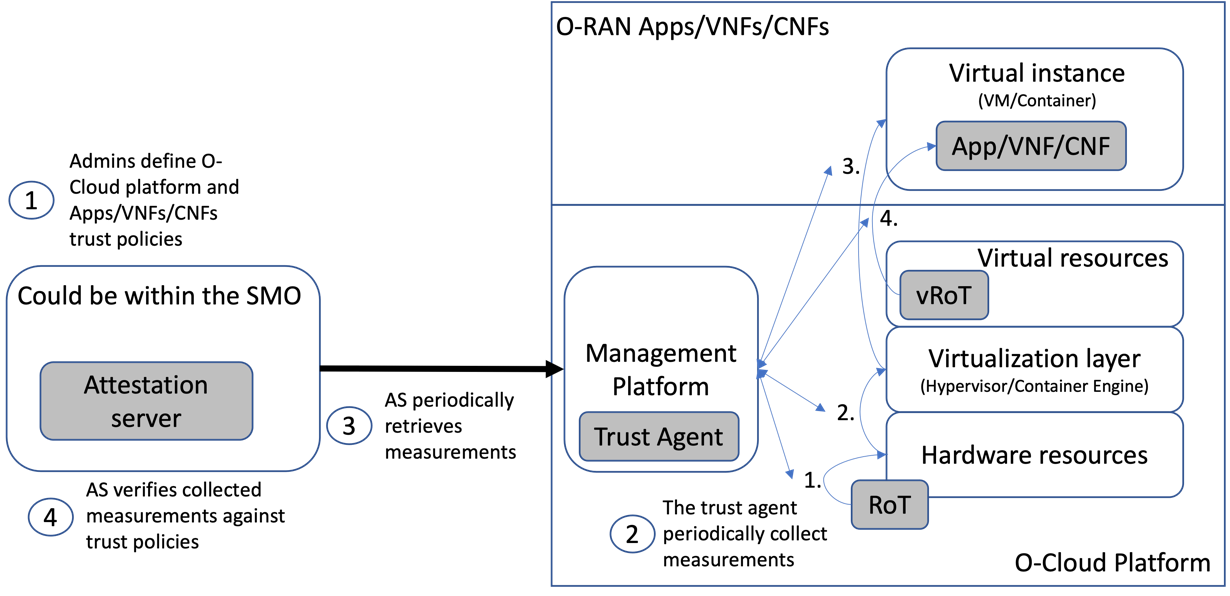 O-RAN Apps/VNFs/CNFs
Virtual instance
(VM/Container)
App/VNF/CNF
3.
4.
1
Admins define O-
Cloud platform and
Apps/VNFs/CNFs
trust policies
Could be within the SMO
Attestation
server
3
AS periodically
retrieves
measurements
4
AS verifies collected
measurements against
trust policies
Management
Platform
Trust Agent
2
The trust agent
periodically collect
measurements
Virtual resources
vRoT
Virtualization layer
(Hypervisor/Container Engine)
2.
Hardware resources
1.
RoT
O-Cloud Platform